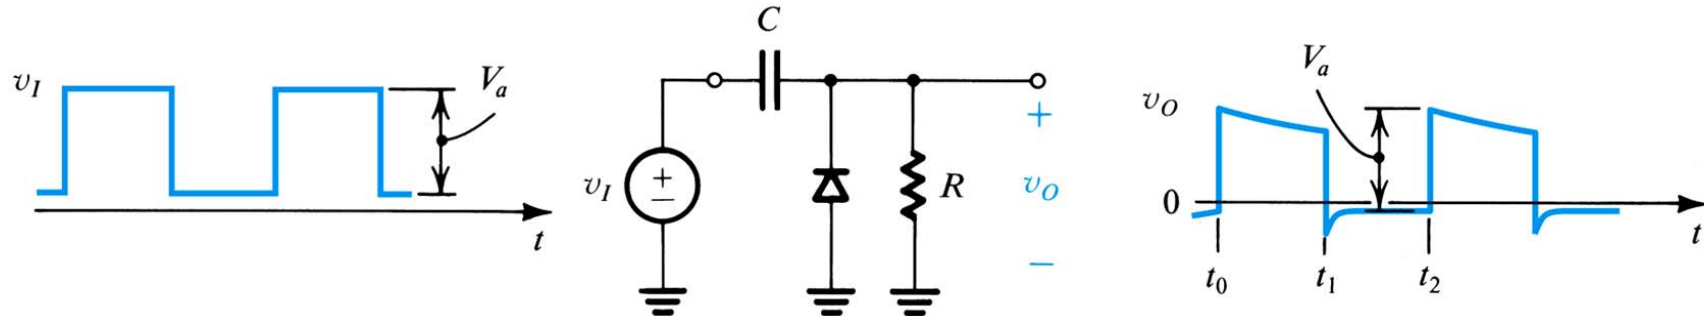 v_I
V_a
t
C
v_I
+
−
R
+
v_O
−
v_O
V_a
0
t
t_0
t_1
t_2